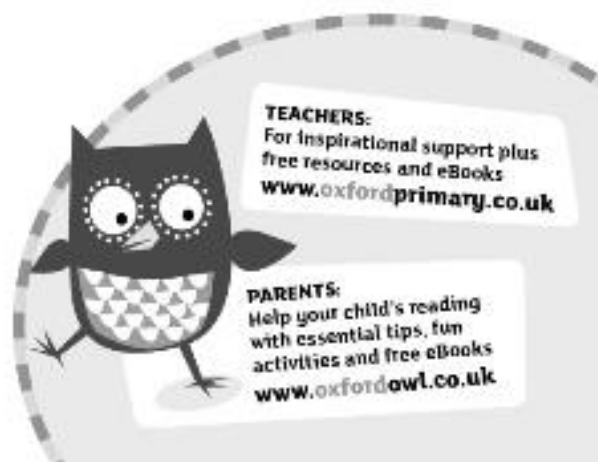 TEACHERS:
For inspirational support plus
free resources and eBooks
www.oxfordprimary.co.uk
PARENTS:
Help your child's reading
with essential tips, fun
activities and free eBooks
www.oxfordowl.co.uk